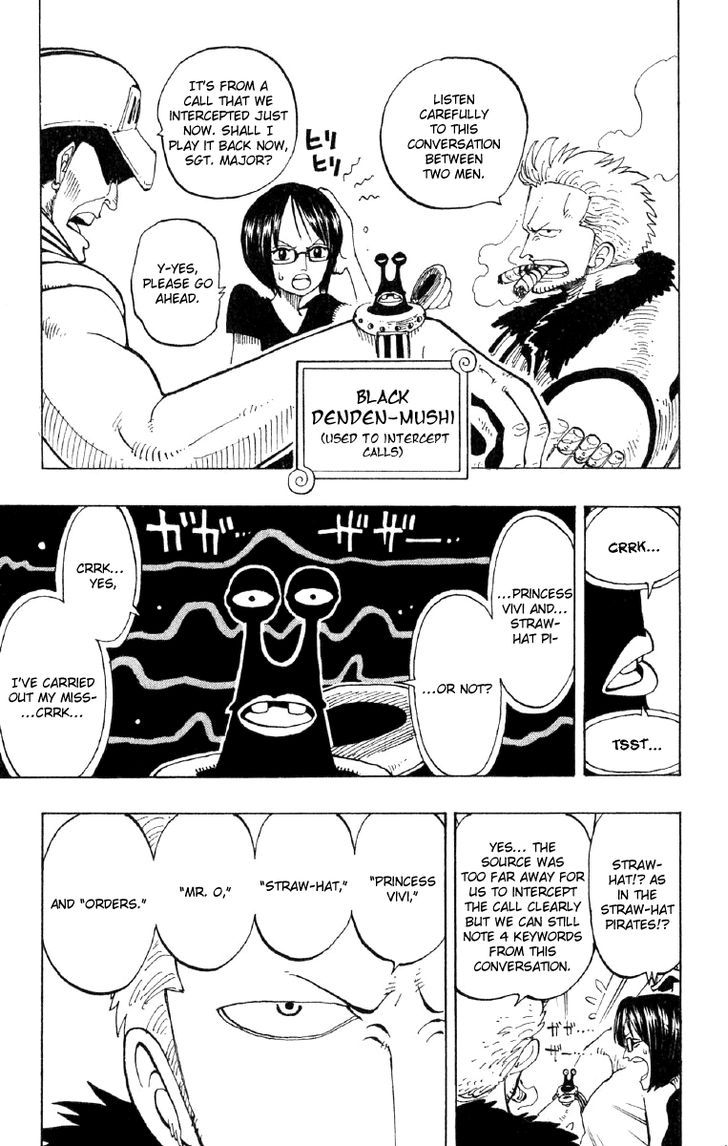 LISTEN
CAREFULLY
TO THIS
CONVERSATION
BETWEEN
TWO MEN.
IT'S FROM A
CALL THAT WE
INTERCEPTED JUST
NOW. SHALL I
PLAY IT BACK NOW,
SGT. MAJOR?
ヒリ
ヒリ
Y-YES,
PLEASE GO
AHEAD.
BLACK
DENDEN-MUSHI
(USED TO INTERCEPT
CALLS)
CRRK...
TSST...
...PRINCESS
VIVI AND...
STRAW-
HAT PI-
...OR NOT?
ザザー...
ガガ...
CRRK...
YES,
I'VE CARRIED
OUT MY MISS-
...CRRK...
STRAW-
HAT!? AS
IN THE
STRAW-HAT
PIRATES!?
YES... THE
SOURCE WAS
TOO FAR AWAY FOR
US TO INTERCEPT
THE CALL CLEARLY
BUT WE CAN STILL
NOTE 4 KEYWORDS
FROM THIS
CONVERSATION.
ガガ...
"PRINCESS
VIVI,"
"STRAW-HAT,"
"MR. 0,"
AND "ORDERS."